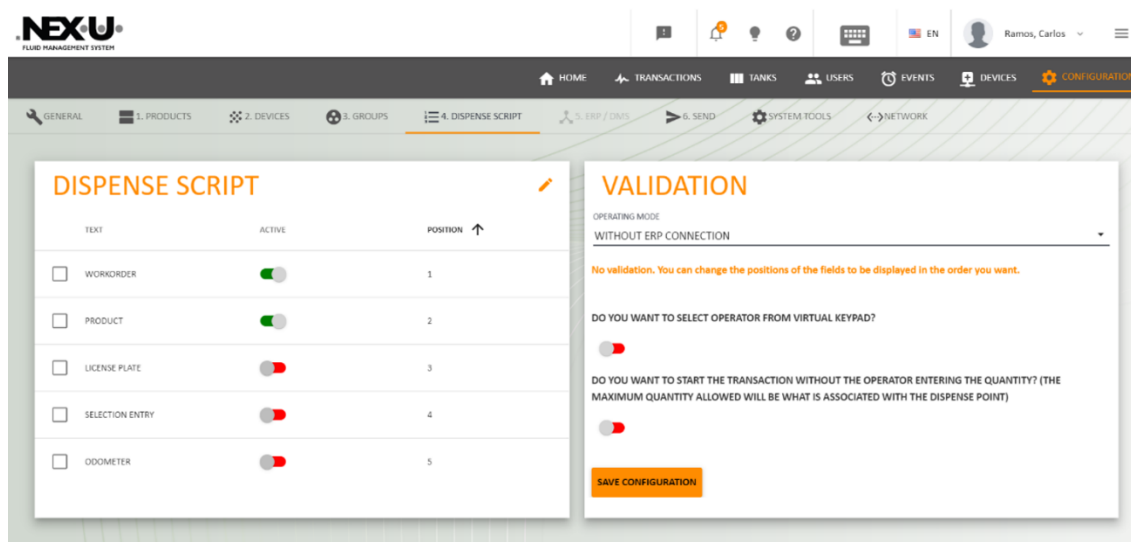 NEX·U·
FLUID MANAGEMENT SYSTEM
5
EN
Ramos, Carlos
HOME
TRANSACTIONS
TANKS
USERS
EVENTS
DEVICES
CONFIGURATION
GENERAL
1. PRODUCTS
2. DEVICES
3. GROUPS
4. DISPENSE SCRIPT
5. ERP / DMS
6. SEND
SYSTEM TOOLS
NETWORK
DISPENSE SCRIPT
TEXT ACTIVE POSITION
WORKORDER 1
PRODUCT 2
LICENSE PLATE 3
SELECTION ENTRY 4
ODOMETER 5
VALIDATION
OPERATING MODE
WITHOUT ERP CONNECTION
No validation. You can change the positions of the fields to be displayed in the order you want.
DO YOU WANT TO SELECT OPERATOR FROM VIRTUAL KEYPAD?
DO YOU WANT TO START THE TRANSACTION WITHOUT THE OPERATOR ENTERING THE QUANTITY? (THE
MAXIMUM QUANTITY ALLOWED WILL BE WHAT IS ASSOCIATED WITH THE DISPENSE POINT)
SAVE CONFIGURATION